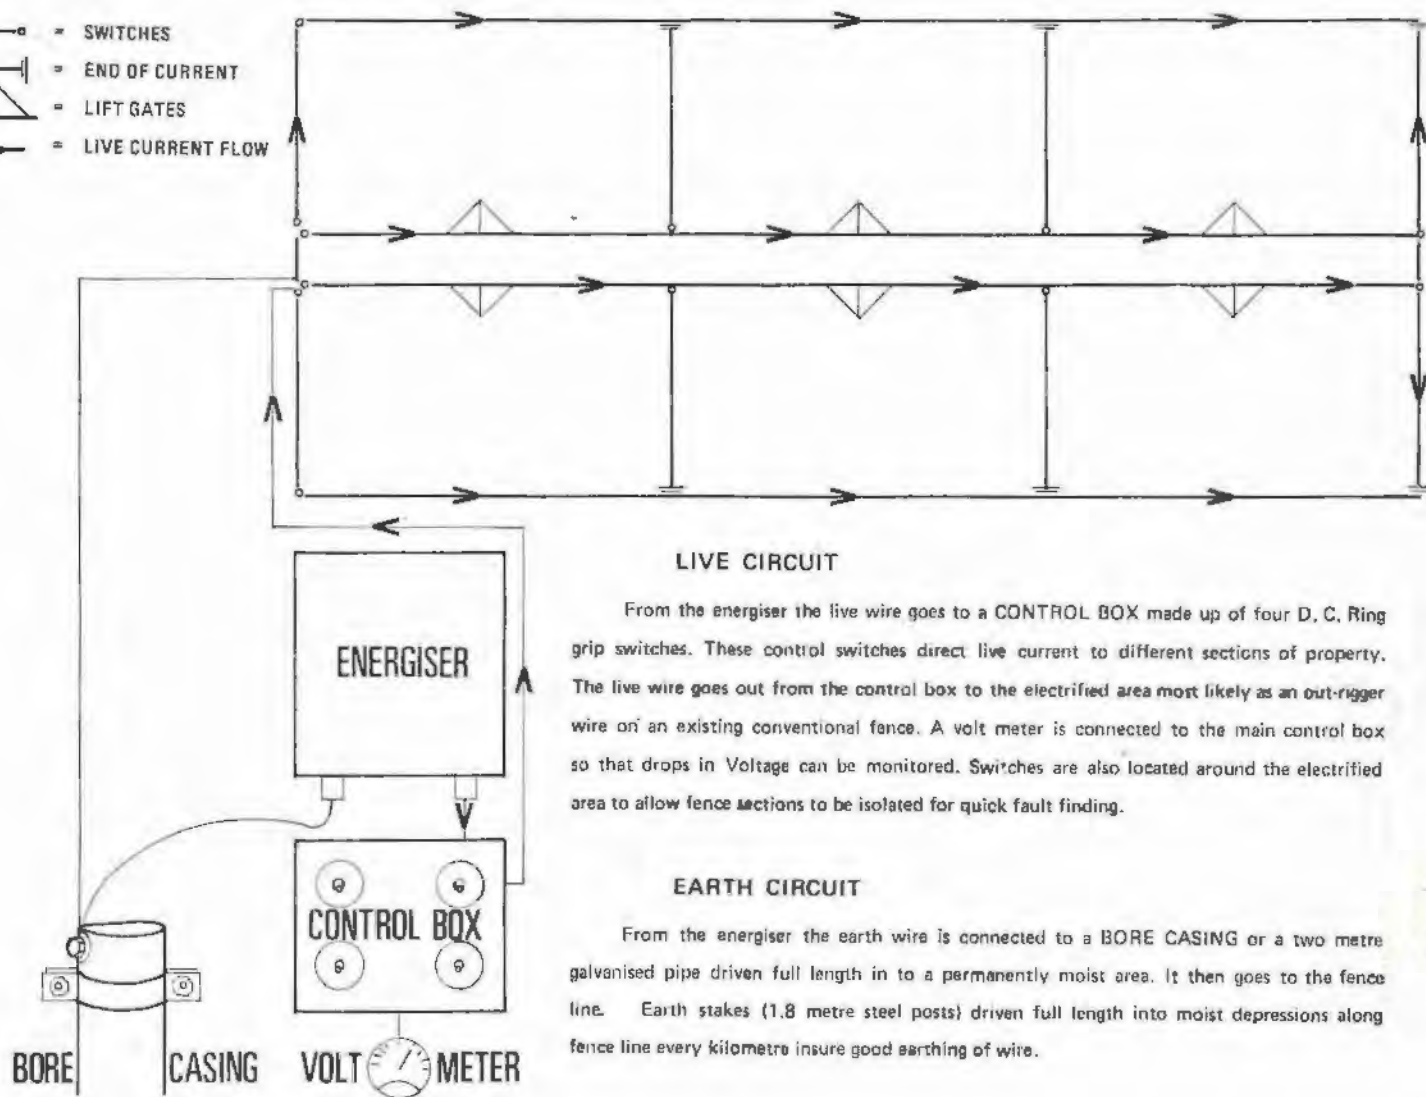 = SWITCHES
= END OF CURRENT
= LIFT GATES
= LIVE CURRENT FLOW
ENERGISER
CONTROL BOX
BORE CASING
VOLT METER
LIVE CIRCUIT
From the energiser the live wire goes to a CONTROL BOX made up of four D. C. Ring
grip switches. These control switches direct live current to different sections of property.
The live wire goes out from the control box to the electrified area most likely as an out-rigger
wire on an existing conventional fence. A volt meter is connected to the main control box
so that drops in Voltage can be monitored. Switches are also located around the electrified
area to allow fence sections to be isolated for quick fault finding.
EARTH CIRCUIT
From the energiser the earth wire is connected to a BORE CASING or a two metre
galvanised pipe driven full length in to a permanently moist area. It then goes to the fence
line. Earth stakes (1.8 metre steel posts) driven full length into moist depressions along
fence line every kilometre insure good earthing of wire.